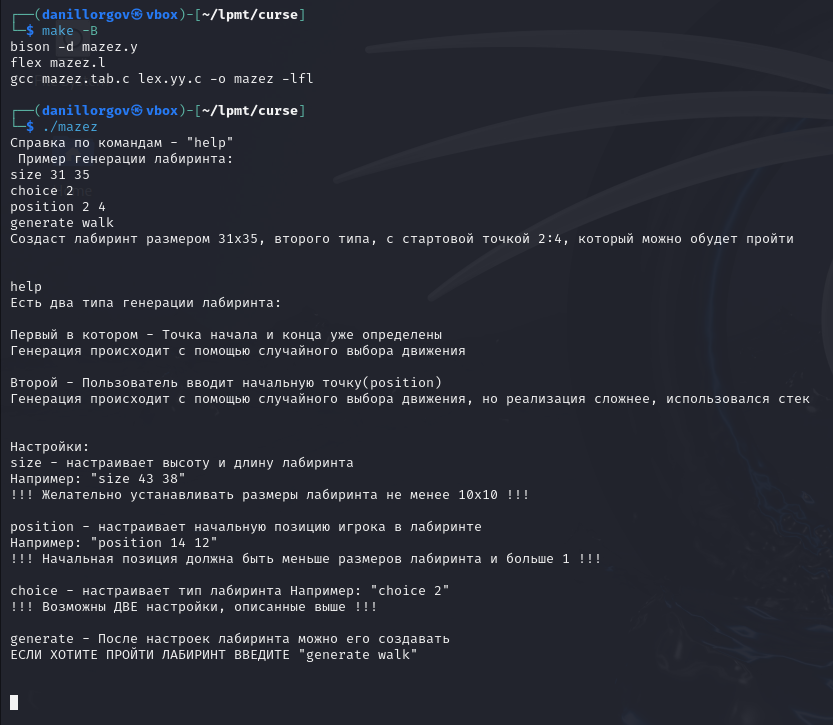 ┌──(danillorgov㉿vbox)-[~/lpmt/curse]
└─$ make -B
bison -d mazez.y
flex mazez.l
gcc mazez.tab.c lex.yy.c -o mazez -lfl
┌──(danillorgov㉿vbox)-[~/lpmt/curse]
└─$ ./mazez
Справка по командам - "help"
Пример генерации лабиринта:
size 31 35
choice 2
position 2 4
generate walk
Создаст лабиринт размером 31x35, второго типа, с стартовой точкой 2:4, который можно обудет пройти
help
Есть два типа генерации лабиринта:
Первый в котором - Точка начала и конца уже определены
Генерация происходит с помощью случайного выбора движения
Второй - Пользователь вводит начальную точку(position)
Генерация происходит с помощью случайного выбора движения, но реализация сложнее, использовался стек
Настройки:
size - настраивает высоту и длину лабиринта
Например: "size 43 38"
!!! Желательно устанавливать размеры лабиринта не менее 10x10 !!!
position - настраивает начальную позицию игрока в лабиринте
Например: "position 14 12"
!!! Начальная позиция должна быть меньше размеров лабиринта и больше 1 !!!
choice - настраивает тип лабиринта Например: "choice 2"
!!! Возможны ДВЕ настройки, описанные выше !!!
generate - После настроек лабиринта можно его создавать
ЕСЛИ ХОТИТЕ ПРОЙТИ ЛАБИРИНТ ВВЕДИТЕ "generate walk"